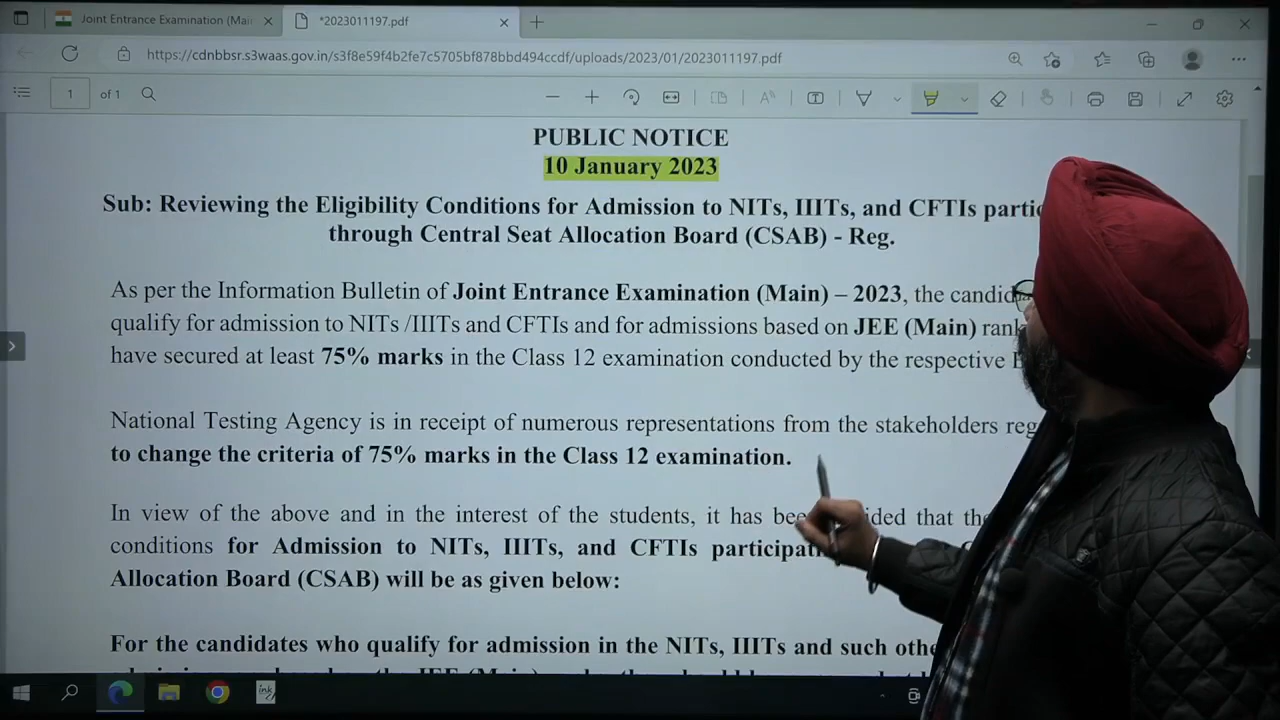 Joint Entrance Examination (Mai
*2023011197.pdf
https://cdnbbsr.s3waas.gov.in/s3f8e59f4b2fe7c5705bf878bbd494ccdf/uploads/2023/01/2023011197.pdf
1 of 1
PUBLIC NOTICE
10 January 2023
Sub: Reviewing the Eligibility Conditions for Admission to NITs, IIITs, and CFTIs partic
through Central Seat Allocation Board (CSAB) - Reg.
As per the Information Bulletin of Joint Entrance Examination (Main) – 2023, the candid
qualify for admission to NITs /IIITs and CFTIs and for admissions based on JEE (Main) rank
have secured at least 75% marks in the Class 12 examination conducted by the respective
National Testing Agency is in receipt of numerous representations from the stakeholders reg
to change the criteria of 75% marks in the Class 12 examination.
In view of the above and in the interest of the students, it has bee ided that the
conditions for Admission to NITs, IIITs, and CFTIs participat
Allocation Board (CSAB) will be as given below:
For the candidates who qualify for admission in the NITs, IIITs and such othe
ink